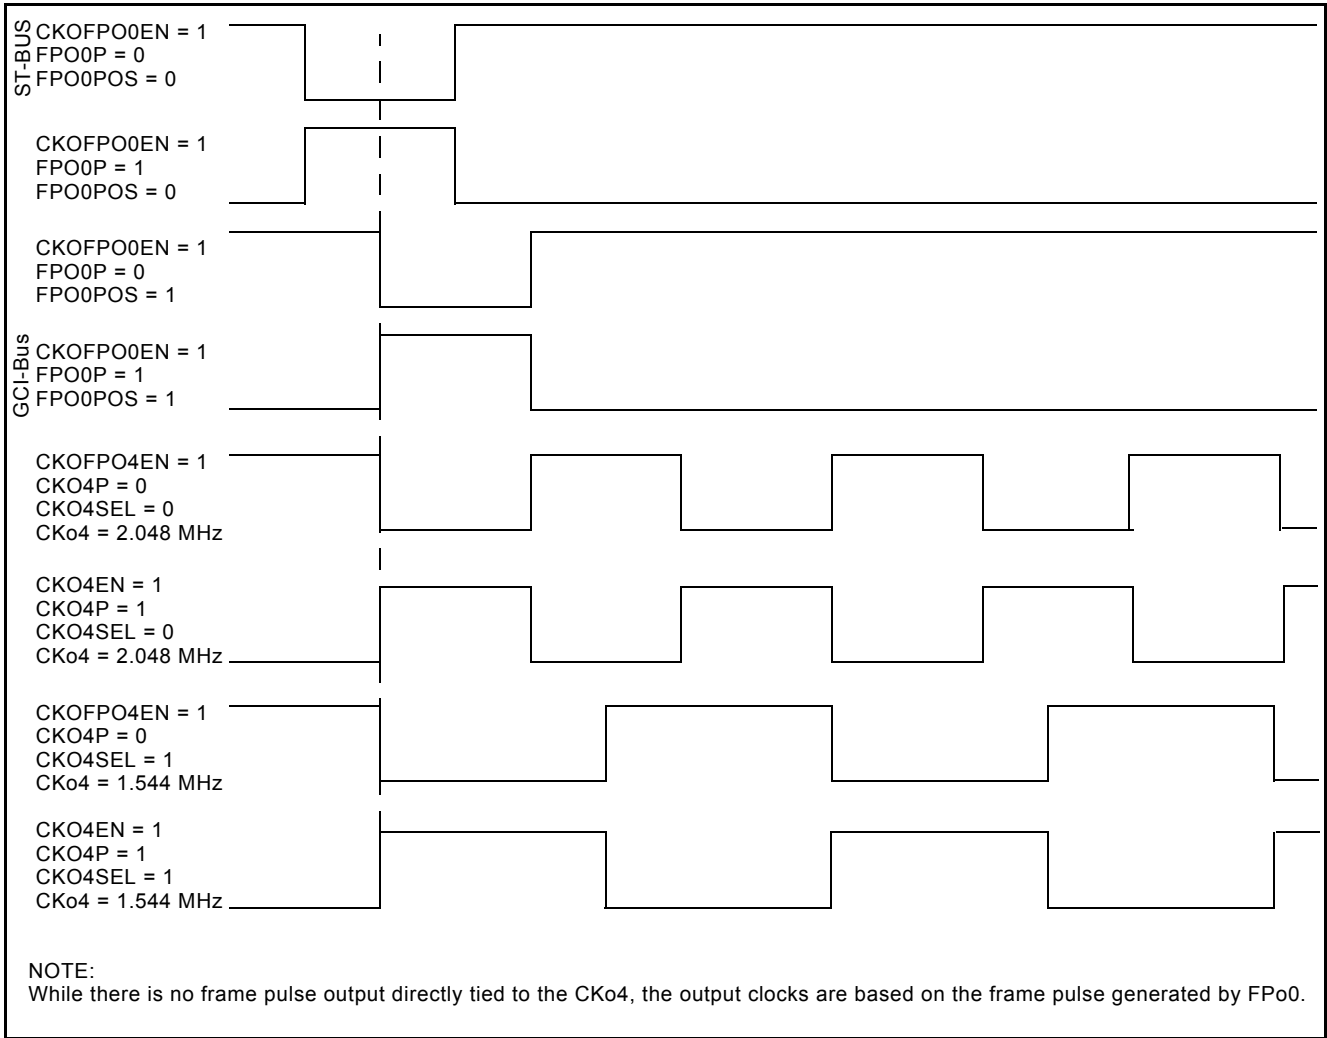 ST-BUS
CKOFPO0EN = 1
FPO0P = 0
FPO0POS = 0
CKOFPO0EN = 1
FPO0P = 1
FPO0POS = 0
CKOFPO0EN = 1
FPO0P = 0
FPO0POS = 1
GCI-Bus
CKOFPO0EN = 1
FPO0P = 1
FPO0POS = 1
CKOFPO4EN = 1
CKO4P = 0
CKO4SEL = 0
CKo4 = 2.048 MHz
CKO4EN = 1
CKO4P = 1
CKO4SEL = 0
CKo4 = 2.048 MHz
CKOFPO4EN = 1
CKO4P = 0
CKO4SEL = 1
CKo4 = 1.544 MHz
CKO4EN = 1
CKO4P = 1
CKO4SEL = 1
CKo4 = 1.544 MHz
NOTE:
While there is no frame pulse output directly tied to the CKo4, the output clocks are based on the frame pulse generated by FPo0.